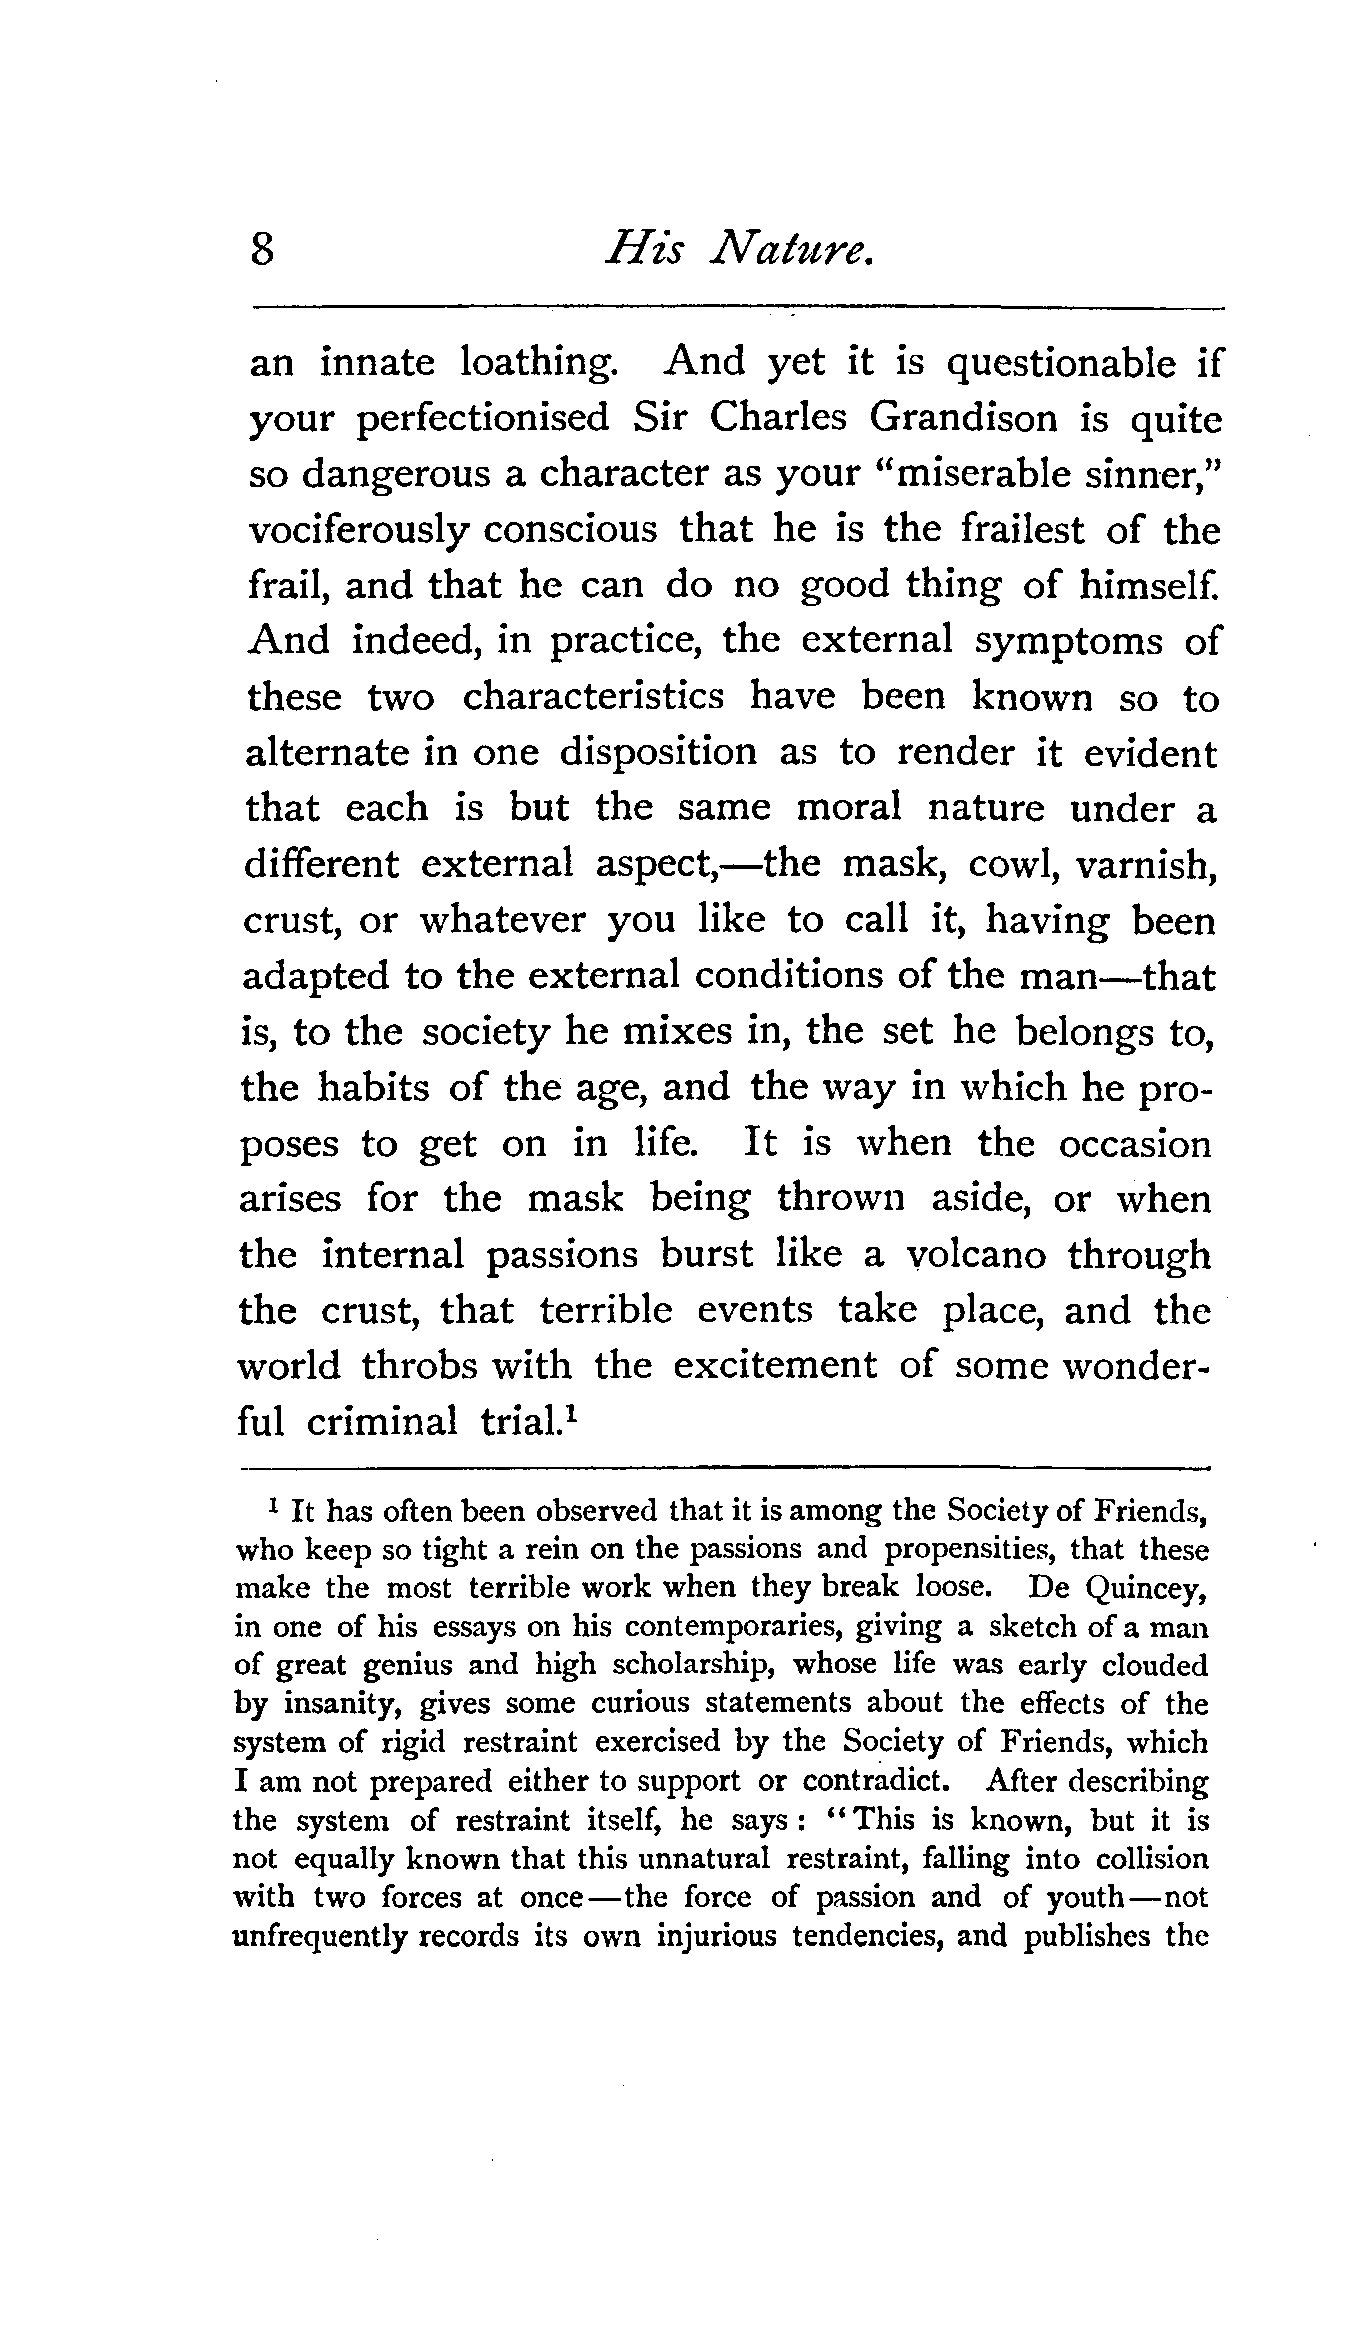 8 His Nature.
an innate loathing. And yet it is questionable if
your perfectionised Sir Charles Grandison is quite
so dangerous a character as your “miserable sinner,”
vociferously conscious that he is the frailest of the
frail, and that he can do no good thing of himself.
And indeed, in practice, the external symptoms of
these two characteristics have been known so to
alternate in one disposition as to render it evident
that each is but the same moral nature under a
different external aspect,—the mask, cowl, varnish,
crust, or whatever you like to call it, having been
adapted to the external conditions of the man—that
is, to the society he mixes in, the set he belongs to,
the habits of the age, and the way in which he pro-
poses to get on in life. It is when the occasion
arises for the mask being thrown aside, or when
the internal passions burst like a volcano through
the crust, that terrible events take place, and the
world throbs with the excitement of some wonder-
ful criminal trial.¹
¹ It has often been observed that it is among the Society of Friends,
who keep so tight a rein on the passions and propensities, that these
make the most terrible work when they break loose. De Quincey,
in one of his essays on his contemporaries, giving a sketch of a man
of great genius and high scholarship, whose life was early clouded
by insanity, gives some curious statements about the effects of the
system of rigid restraint exercised by the Society of Friends, which
I am not prepared either to support or contradict. After describing
the system of restraint itself, he says : “This is known, but it is
not equally known that this unnatural restraint, falling into collision
with two forces at once—the force of passion and of youth—not
unfrequently records its own injurious tendencies, and publishes the